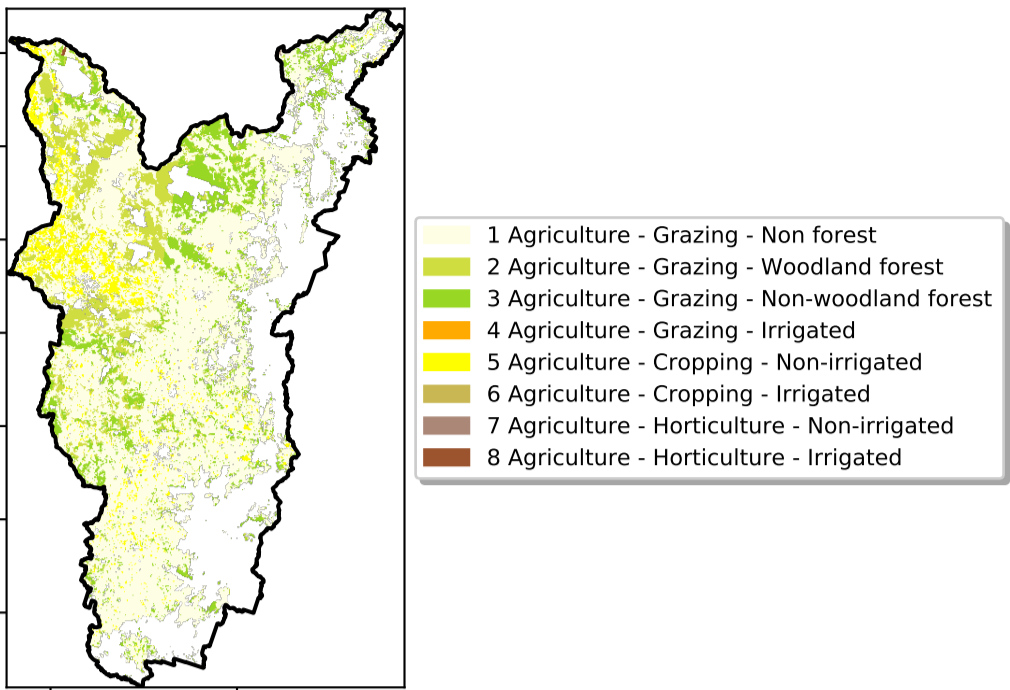 1 Agriculture - Grazing - Non forest
2 Agriculture - Grazing - Woodland forest
3 Agriculture - Grazing - Non-woodland forest
4 Agriculture - Grazing - Irrigated
5 Agriculture - Cropping - Non-irrigated
6 Agriculture - Cropping - Irrigated
7 Agriculture - Horticulture - Non-irrigated
8 Agriculture - Horticulture - Irrigated